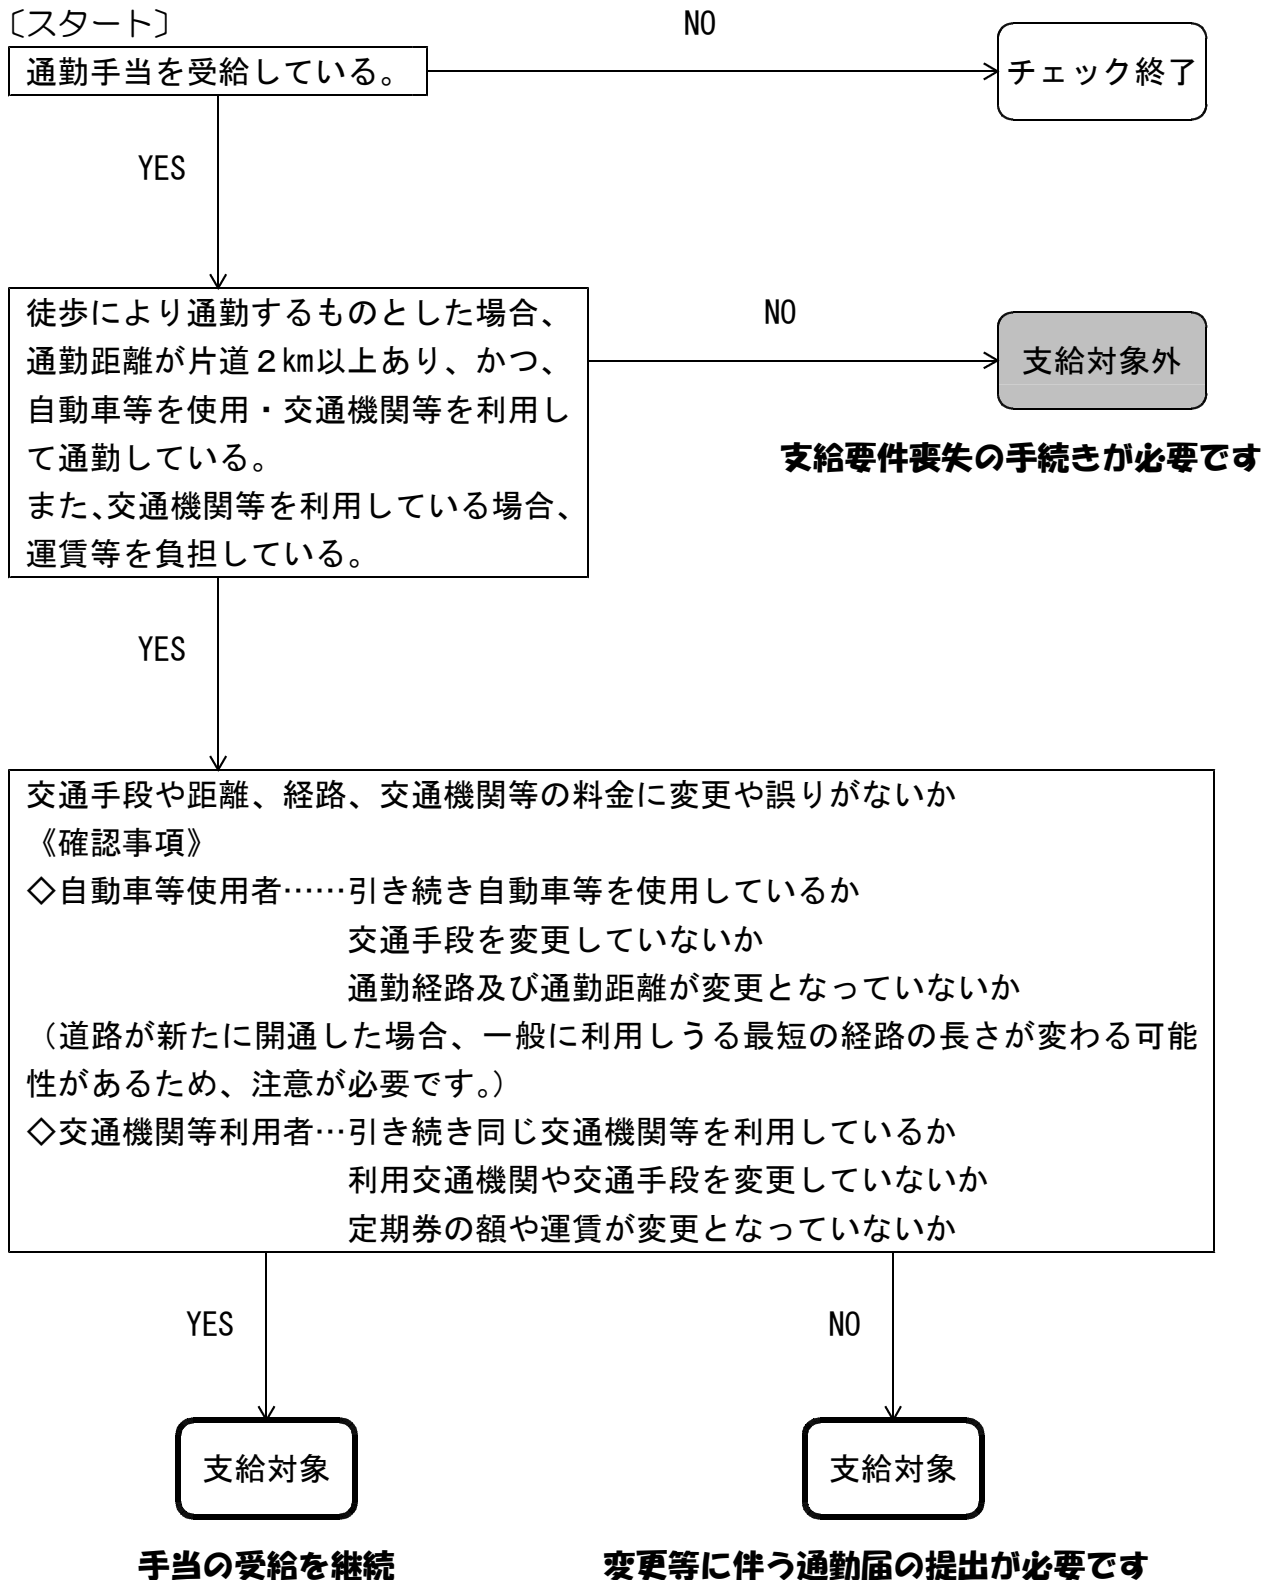 〔スタート〕
NO
通勤手当を受給している。
チェック終了
YES
徒歩により通勤するものとした場合、
通勤距離が片道２㎞以上あり、かつ、
自動車等を使用・交通機関等を利用し
て通勤している。
また、交通機関等を利用している場合、
運賃等を負担している。
NO
支給対象外
支給要件喪失の手続きが必要です
YES
交通手段や距離、経路、交通機関等の料金に変更や誤りがないか
《確認事項》
◇自動車等使用者……引き続き自動車等を使用しているか
交通手段を変更していないか
通勤経路及び通勤距離が変更となっていないか
（道路が新たに開通した場合、一般に利用しうる最短の経路の長さが変わる可能
性があるため、注意が必要です。）
◇交通機関等利用者…引き続き同じ交通機関等を利用しているか
利用交通機関や交通手段を変更していないか
定期券の額や運賃が変更となっていないか
YES
NO
支給対象
支給対象
手当の受給を継続
変更等に伴う通勤届の提出が必要です